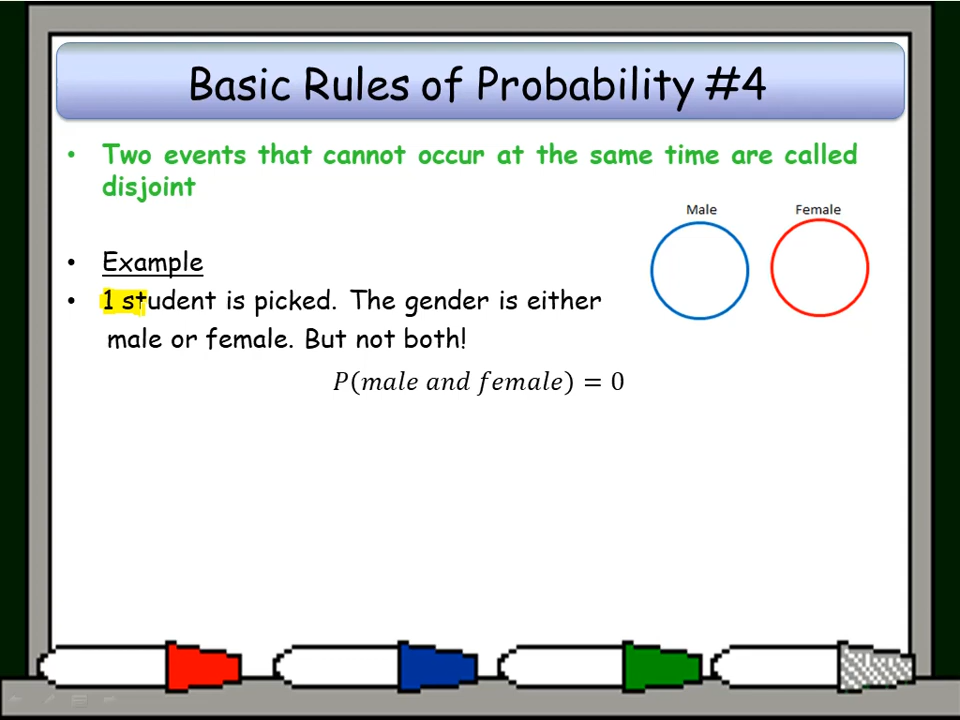 Basic Rules of Probability #4
• Two events that cannot occur at the same time are called
disjoint
Male Female
• Example
• 1 student is picked. The gender is either
male or female. But not both!
P(male and female) = 0